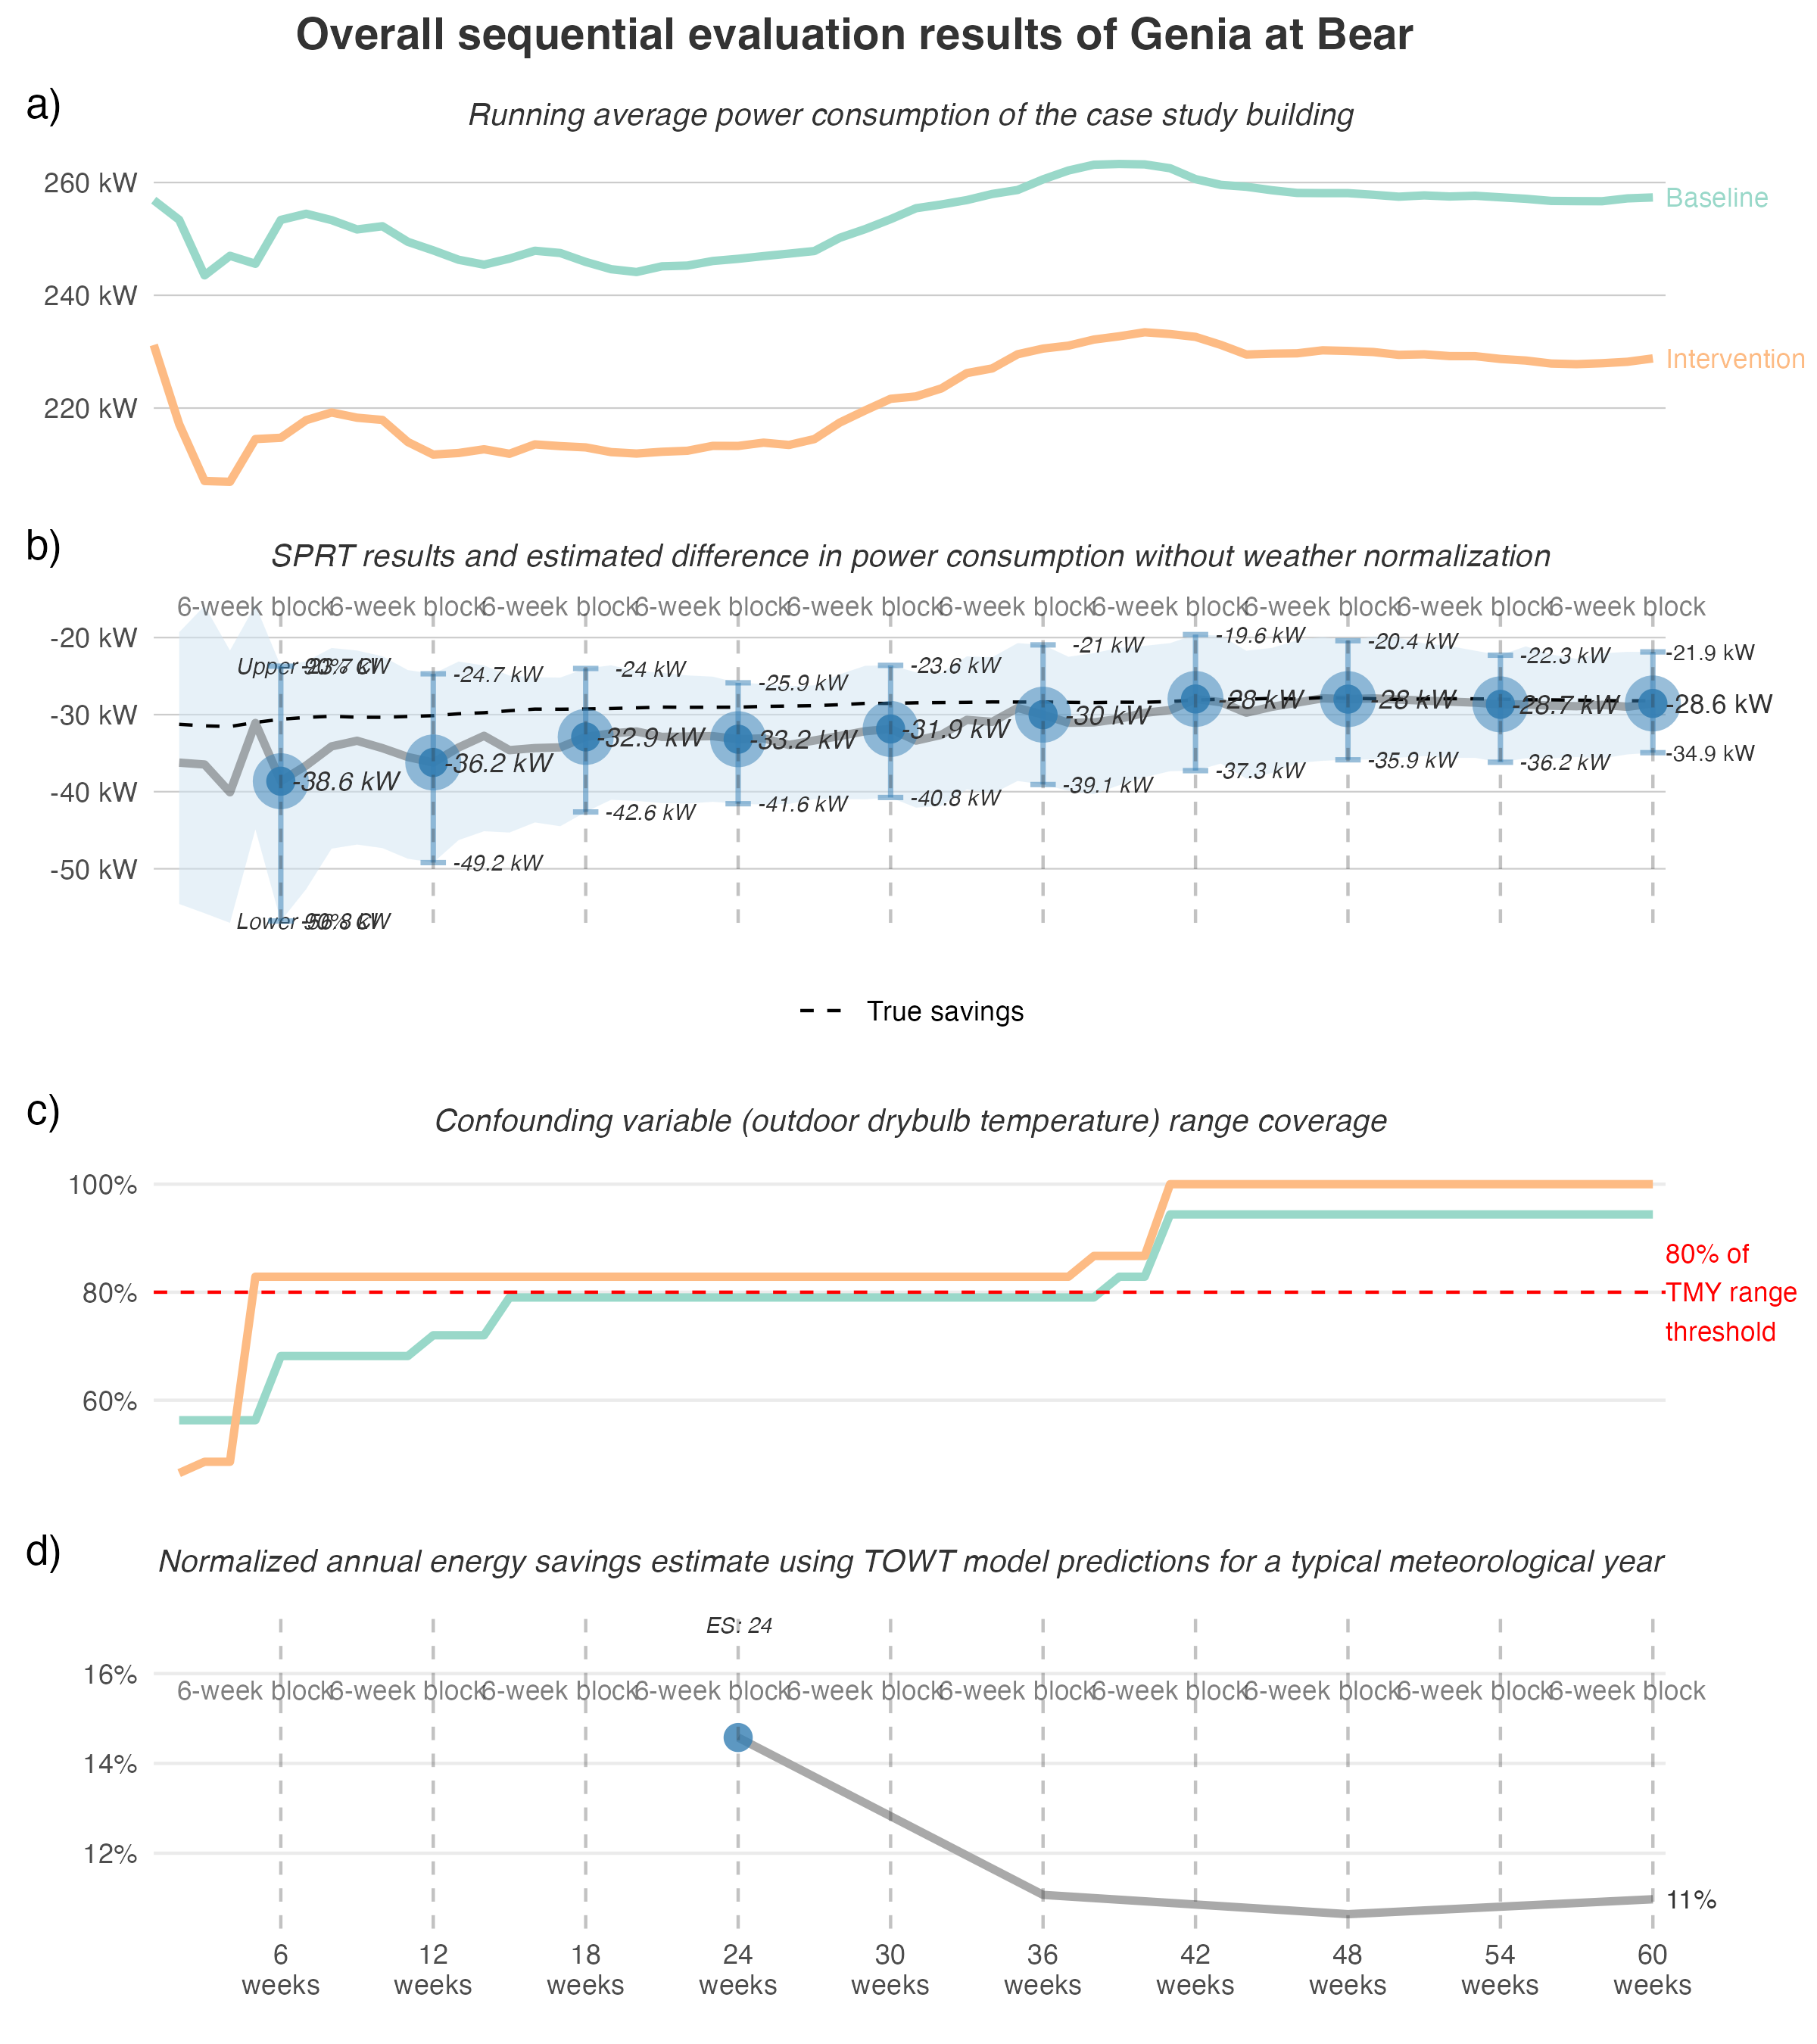 Overall sequential evaluation results of Genia at Bear
a)
Running average power consumption of the case study building
260 kW
240 kW
220 kW
Baseline
Intervention
b)
SPRT results and estimated difference in power consumption without weather normalization
6-week block 6-week block 6-week block 6-week block 6-week block 6-week block 6-week block 6-week block 6-week block 6-week block
-20 kW
-30 kW
-40 kW
-50 kW
Upper 90% CI
-23.7 kW
-24.7 kW
-24 kW
-25.9 kW
-23.6 kW
-21 kW
-19.6 kW
-20.4 kW
-22.3 kW
-21.9 kW
-38.6 kW
-36.2 kW
-32.9 kW
-33.2 kW
-31.9 kW
-30 kW
-28 kW
-28 kW
-28.7 kW
-28.6 kW
Lower 90% CI
-49.2 kW
-42.6 kW
-41.6 kW
-40.8 kW
-39.1 kW
-37.3 kW
-35.9 kW
-36.2 kW
-34.9 kW
True savings
c)
Confounding variable (outdoor drybulb temperature) range coverage
100%
80%
60%
80% of
TMY range
threshold
d)
Normalized annual energy savings estimate using TOWT model predictions for a typical meteorological year
ES: 24
16%
14%
12%
6-week block 6-week block 6-week block 6-week block 6-week block 6-week block 6-week block 6-week block 6-week block 6-week block
11%
6 weeks
12 weeks
18 weeks
24 weeks
30 weeks
36 weeks
42 weeks
48 weeks
54 weeks
60 weeks